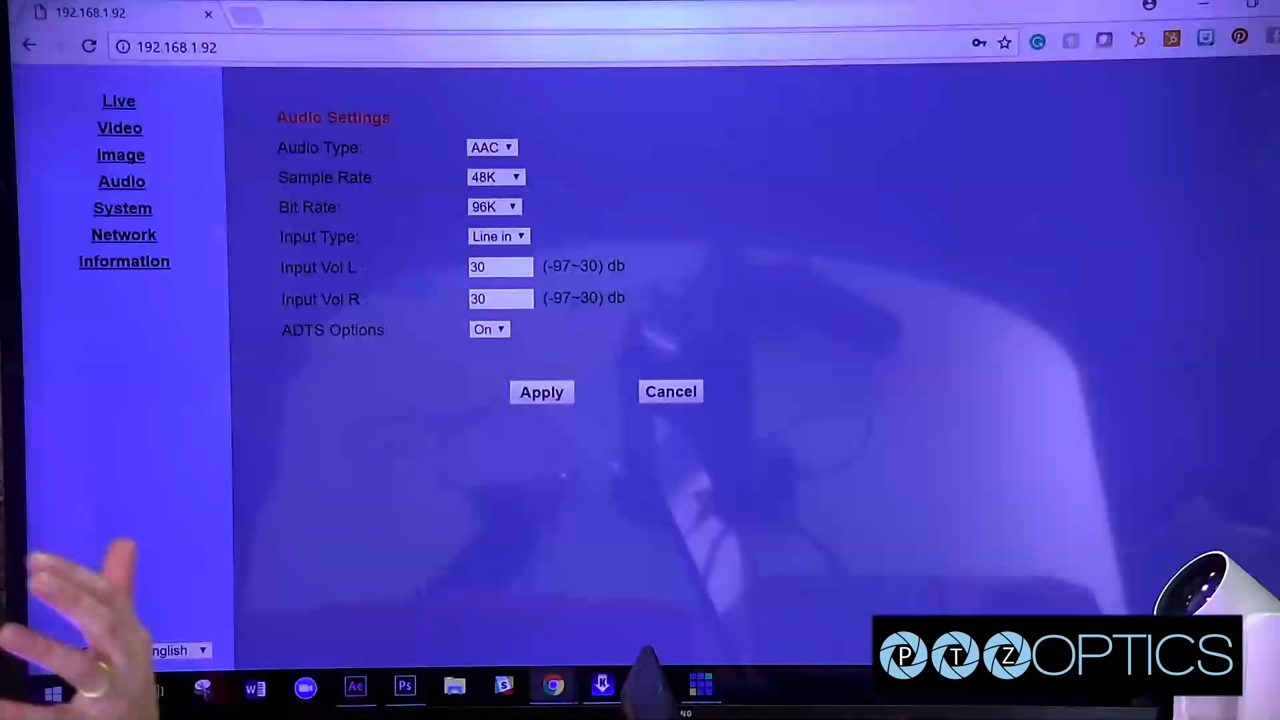 192.168.1.92
192.168.1.92
Live
Video
Image
Audio
System
Network
Information
Audio Settings
Audio Type: AAC
Sample Rate 48K
Bit Rate: 96K
Input Type: Line in
Input Vol L : 30 (-97~30) db
Input Vol R : 30 (-97~30) db
ADTS Options On
Apply Cancel
nglish
Ae Ps S K
PTZOPTICS